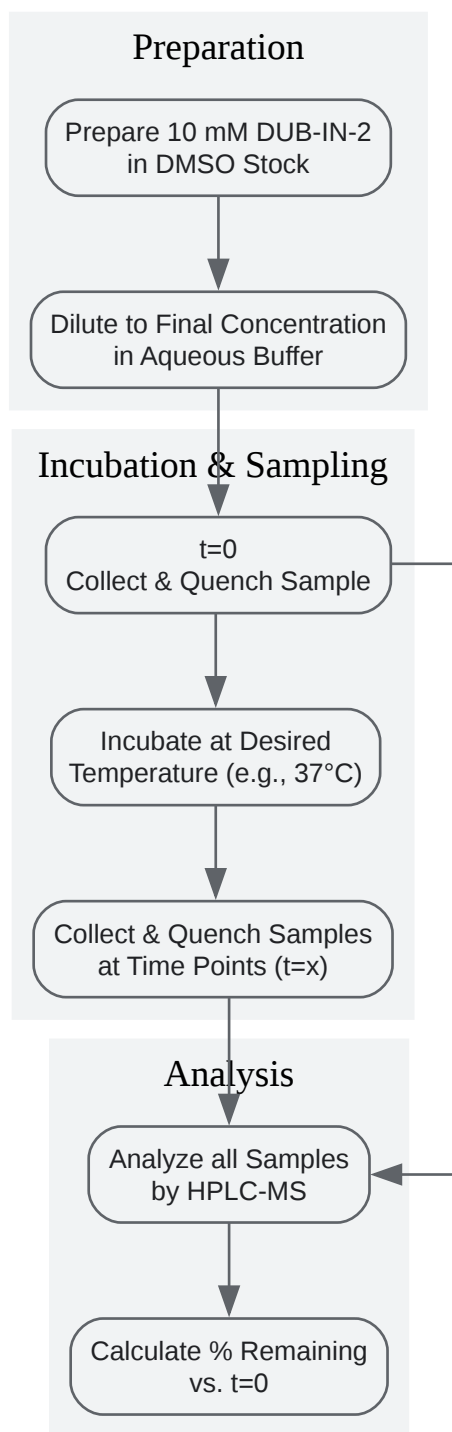 Preparation
Prepare 10 mM DUB-IN-2
in DMSO Stock
Dilute to Final Concentration
in Aqueous Buffer
Incubation & Sampling
t=0
Collect & Quench Sample
Incubate at Desired
Temperature (e.g., 37°C)
Collect & Quench Samples
at Time Points (t=x)
Analysis
Analyze all Samples
by HPLC-MS
Calculate % Remaining
vs. t=0